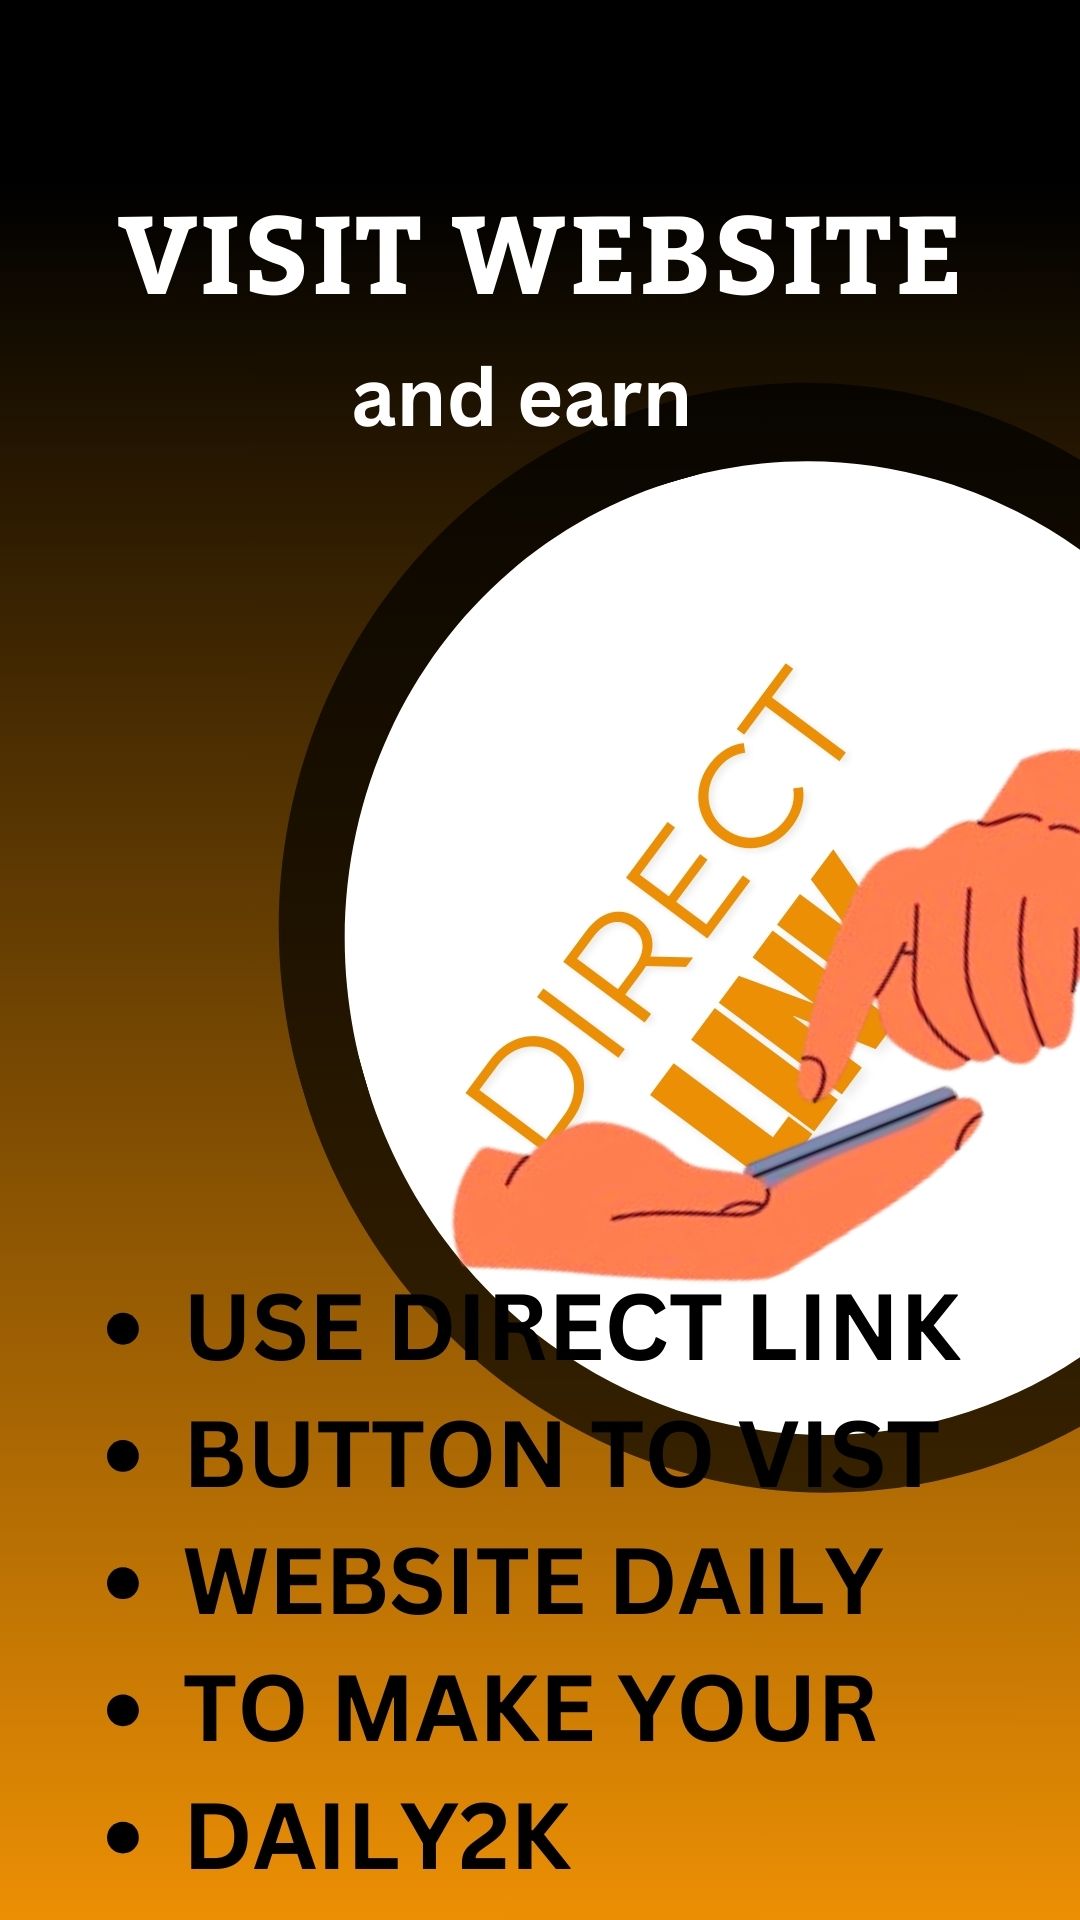 VISIT WEBSITE
and earn
DIRECT
LINK
• USE DIRECT LINK
• BUTTON TO VIST
• WEBSITE DAILY
• TO MAKE YOUR
• DAILY2K